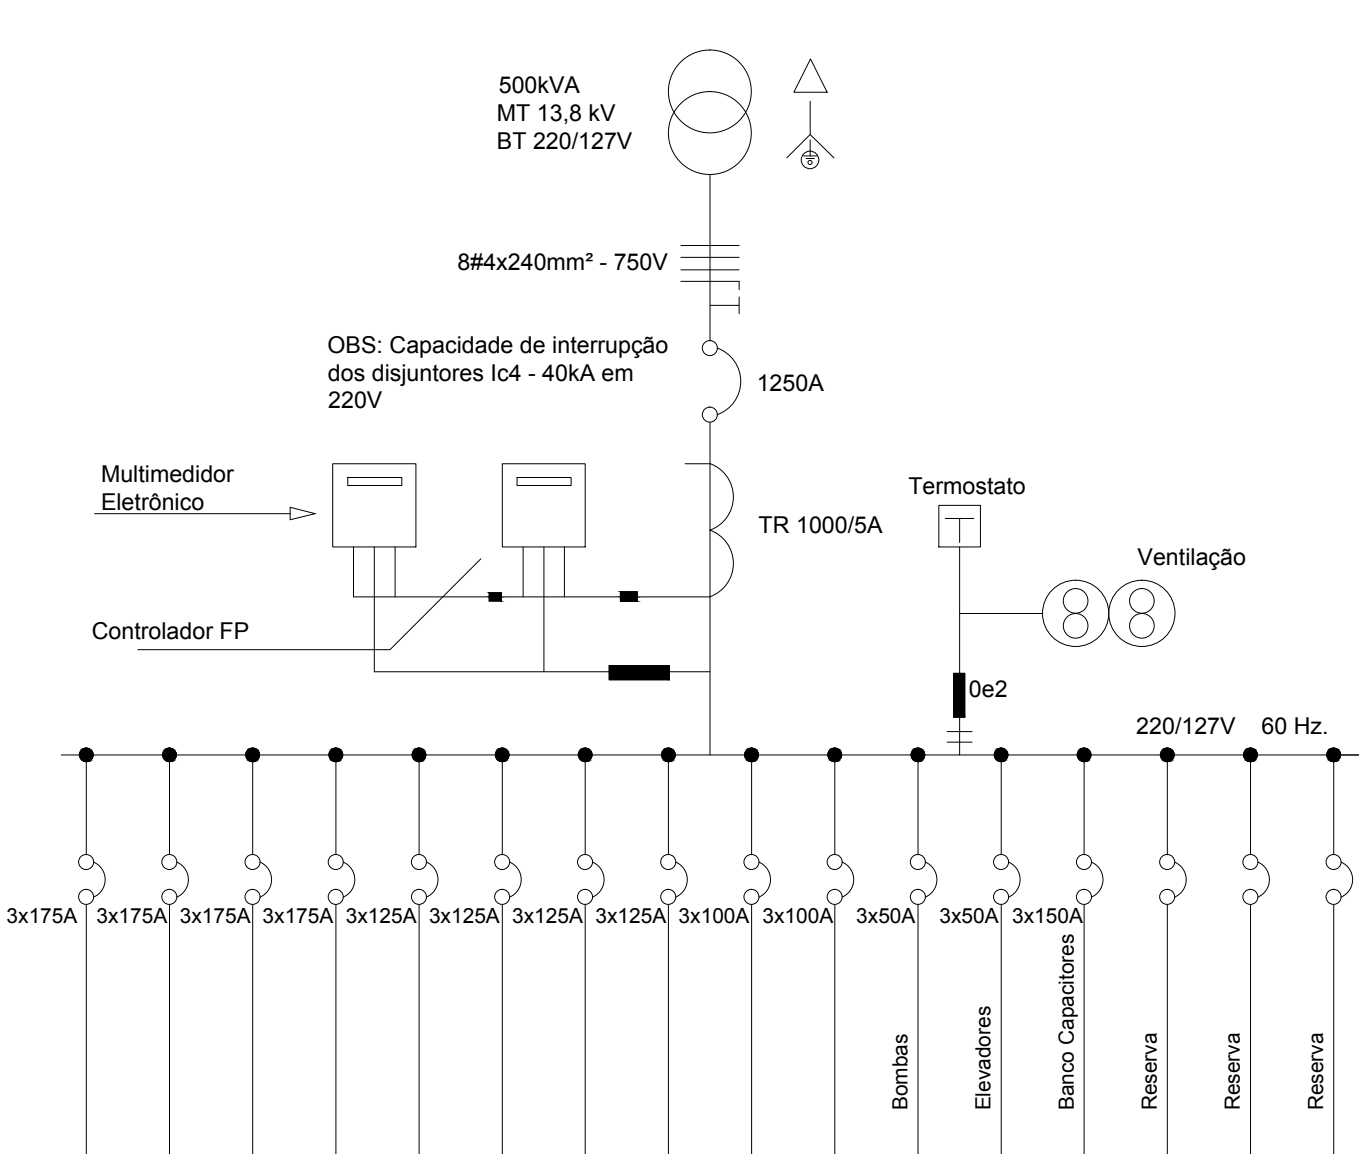 500kVA
MT 13,8 kV
BT 220/127V
8#4x240mm² - 750V
OBS: Capacidade de interrupção
dos disjuntores Ic4 - 40kA em
220V
1250A
Multimedidor
Eletrônico
TR 1000/5A
Termostato
Ventilação
Controlador FP
0e2
220/127V 60 Hz.
3x175A 3x175A 3x175A 3x175A 3x125A 3x125A 3x125A 3x125A 3x100A 3x100A 3x50A 3x50A 3x150A
Bombas
Elevadores
Banco Capacitores
Reserva
Reserva
Reserva